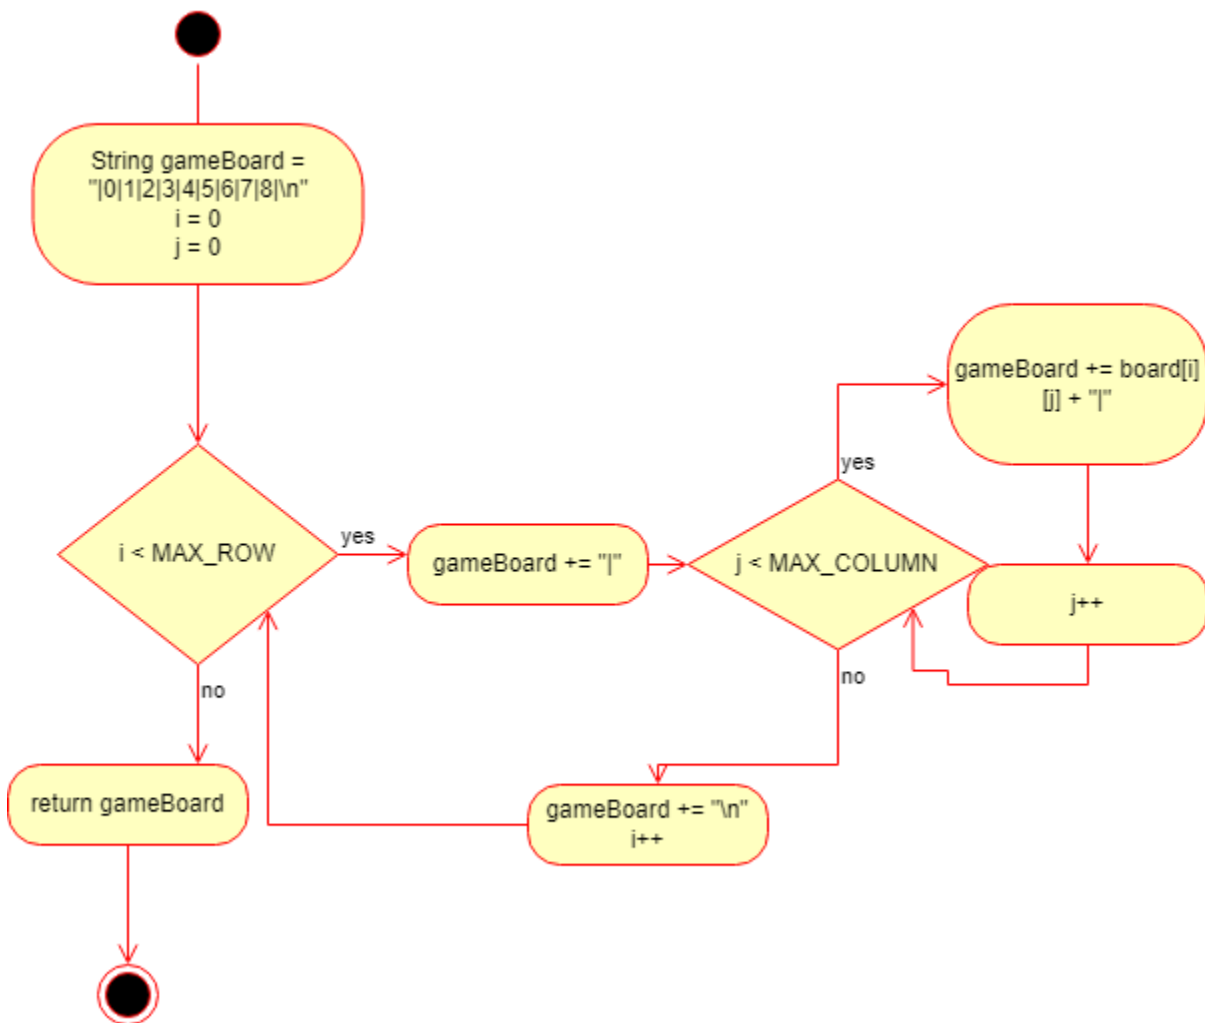 String gameBoard =
"|0|1|2|3|4|5|6|7|8|\n"
i = 0
j = 0
i < MAX_ROW
yes
gameBoard += "|"
j < MAX_COLUMN
yes
gameBoard += board[i]
[j] + "|"
j++
no
gameBoard += "\n"
i++
no
return gameBoard